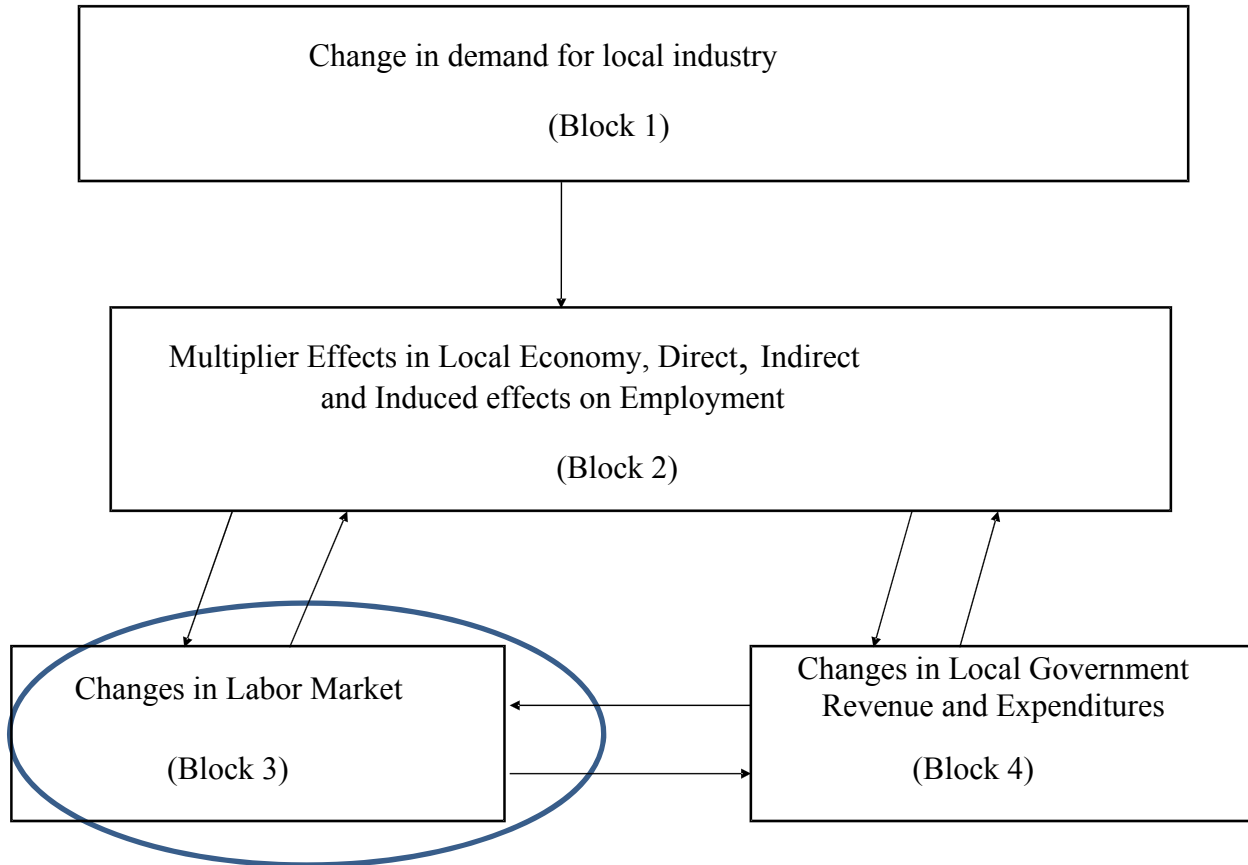 Change in demand for local industry
(Block 1)
Multiplier Effects in Local Economy, Direct, Indirect
and Induced effects on Employment
(Block 2)
Changes in Labor Market
(Block 3)
Changes in Local Government
Revenue and Expenditures
(Block 4)